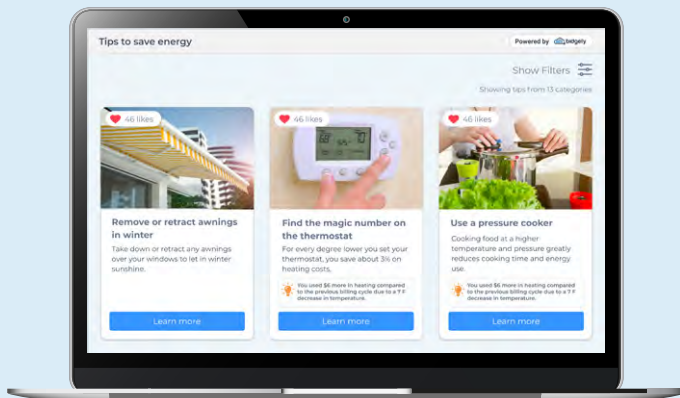 Tips to save energy
Powered by bidgely
Show Filters
Showing tips from 13 categories
46 likes
46 likes
46 likes
Remove or retract awnings
in winter
Take down or retract any awnings
over your windows to let in winter
sunshine.
Learn more
Find the magic number on
the thermostat
For every degree lower you set your
thermostat, you save about 3% on
heating costs.
You used $6 more in heating compared
to the previous billing cycle due to a 7 F
decrease in temperature.
Learn more
Use a pressure cooker
Cooking food at a higher
temperature and pressure greatly
reduces cooking time and energy
use.
You used $6 more in heating compared
to the previous billing cycle due to a 7 F
decrease in temperature.
Learn more